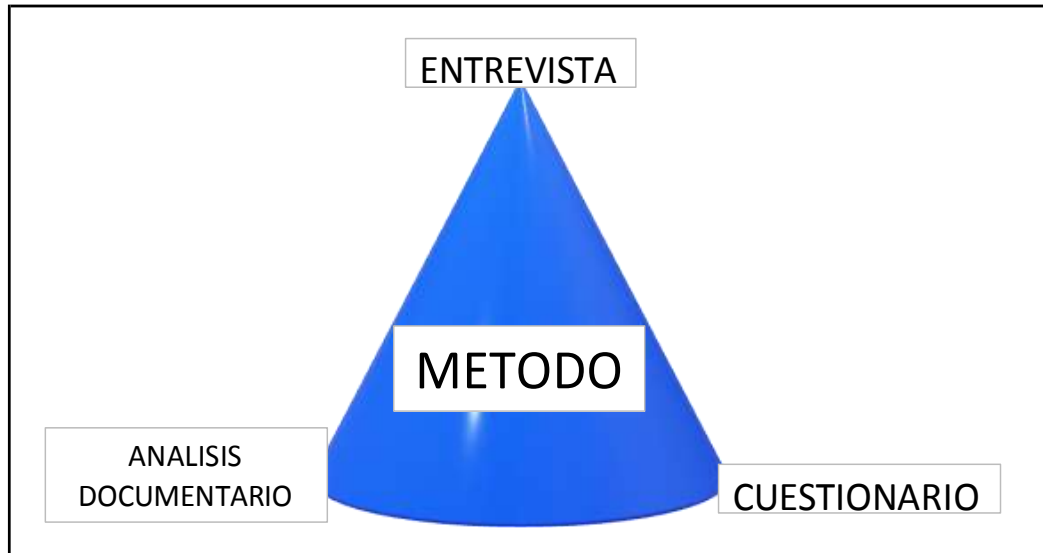 ENTREVISTA
METODO
ANALISIS
DOCUMENTARIO
CUESTIONARIO